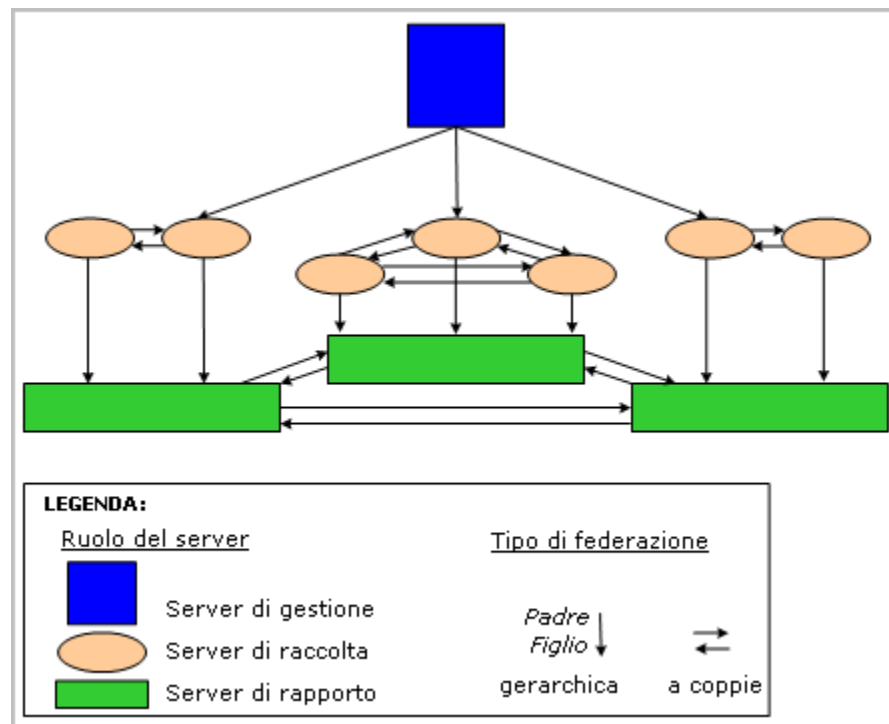 LEGENDA:
Ruolo del server
Tipo di federazione
Server di gestione
Server di raccolta
Server di rapporto
Padre
Figlio
gerarchica
a coppie